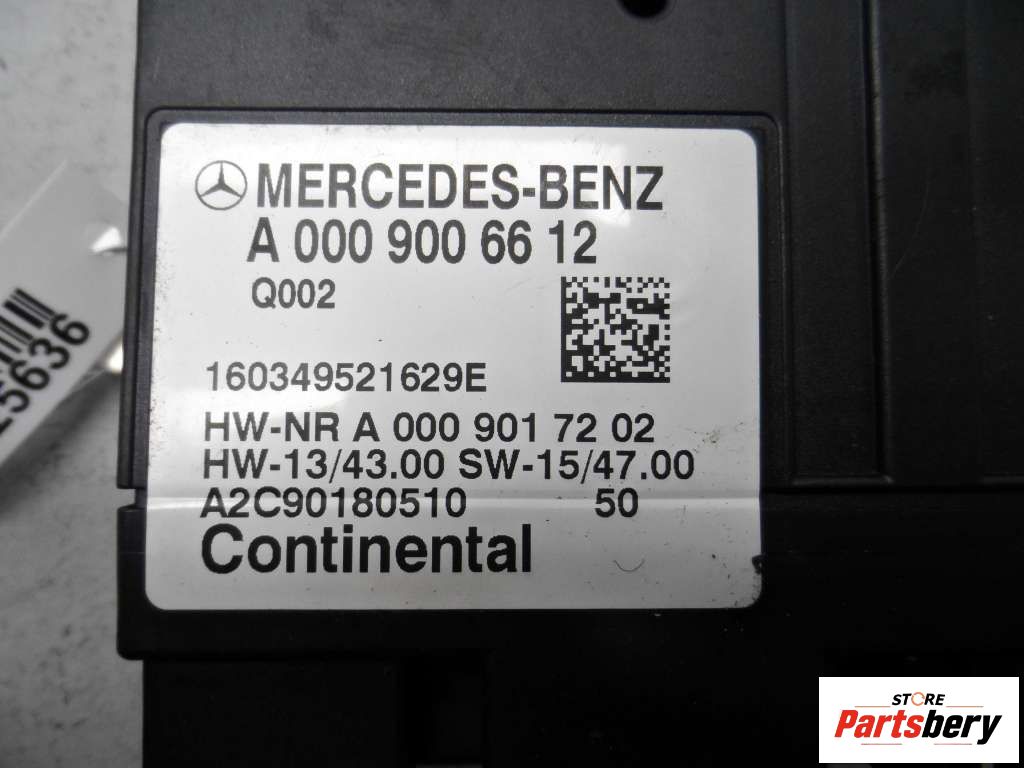 MERCEDES-BENZ
A 000 900 66 12
Q002
160349521629E
HW-NR A 000 901 72 02
HW-13/43.00 SW-15/47.00
A2C90180510 50
Continental
STORE
Partsbery